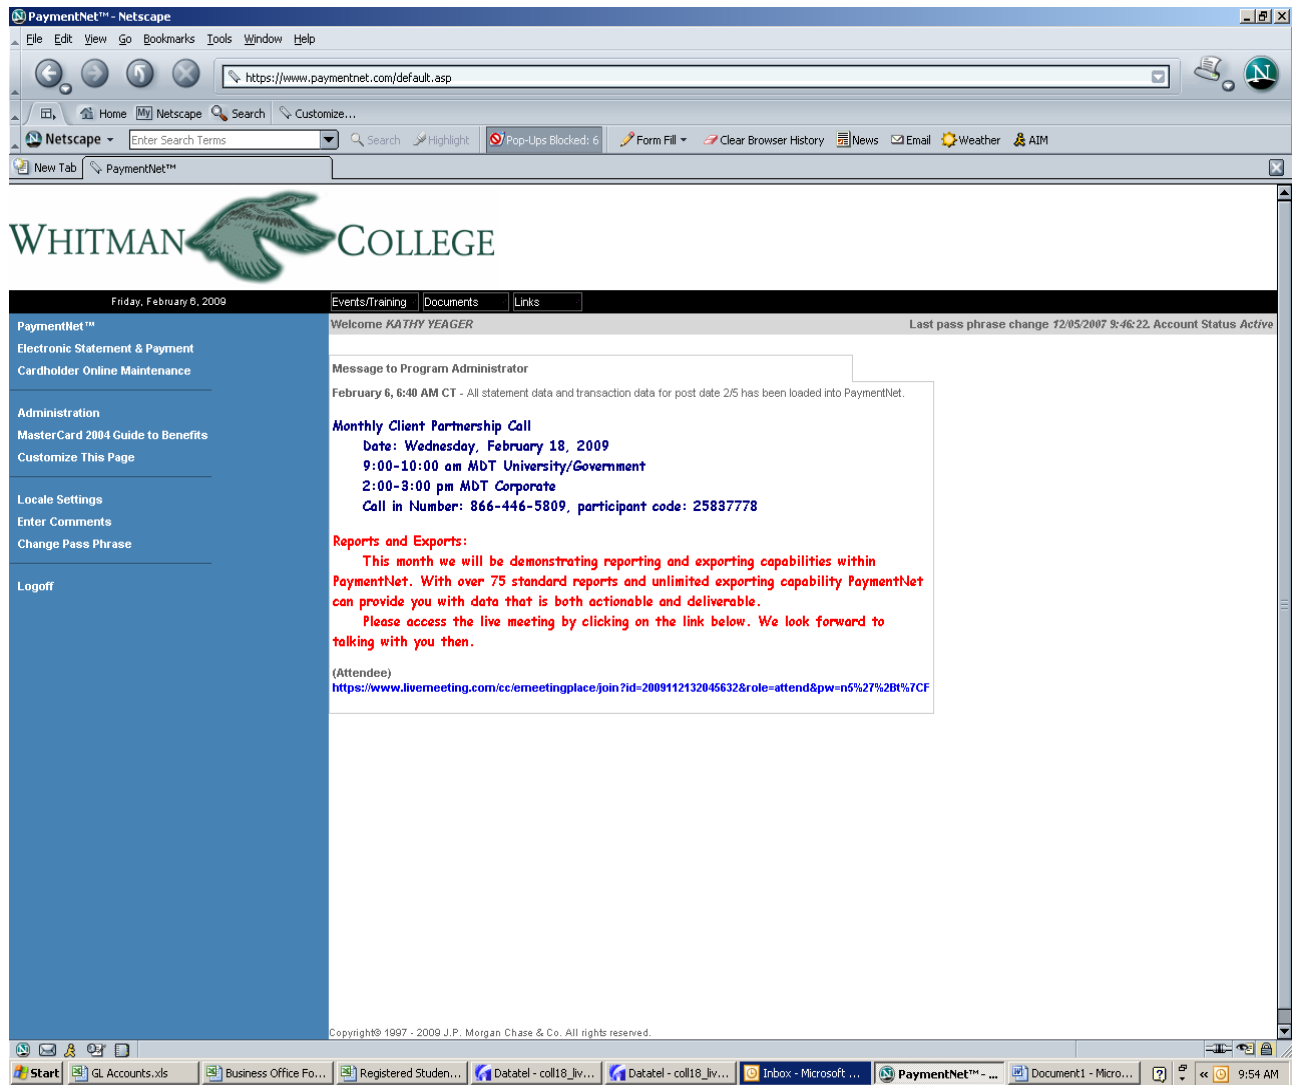 PaymentNet™ - Netscape
File Edit View Go Bookmarks Tools Window Help
https://www.paymentnet.com/default.asp
Home My Netscape Search Customize...
Netscape Enter Search Terms Search Highlight Pop-Ups Blocked: 6 Form Fill Clear Browser History News Email Weather AIM
New Tab PaymentNet™
WHITMAN COLLEGE
Friday, February 6, 2009 Events/Training Documents Links
Welcome KATHY YEAGER Last pass phrase change 12/05/2007 9:46:22. Account Status Active
PaymentNet™
Electronic Statement & Payment
Cardholder Online Maintenance
Administration
MasterCard 2004 Guide to Benefits
Customize This Page
Locale Settings
Enter Comments
Change Pass Phrase
Logoff
Message to Program Administrator
February 6, 6:40 AM CT - All statement data and transaction data for post date 2/5 has been loaded into PaymentNet.
Monthly Client Partnership Call
Date: Wednesday, February 18, 2009
9:00-10:00 am MDT University/Government
2:00-3:00 pm MDT Corporate
Call in Number: 866-446-5809, participant code: 25837778
Reports and Exports:
This month we will be demonstrating reporting and exporting capabilities within
PaymentNet. With over 75 standard reports and unlimited exporting capability PaymentNet
can provide you with data that is both actionable and deliverable.
Please access the live meeting by clicking on the link below. We look forward to
talking with you then.
(Attendee)
https://www.livemeeting.com/cc/emeetingplace/join?id=2009112132045632&role=attend&pw=n5%27%2Bt%7CF
Copyright© 1997 - 2009 J.P. Morgan Chase & Co. All rights reserved.
Start GL Accounts.xls Business Office Fo... Registered Studen... Datatel - coll18_liv... Datatel - coll18_liv... Inbox - Microsoft ... PaymentNet™ - ... Document1 - Micro... 9:54 AM